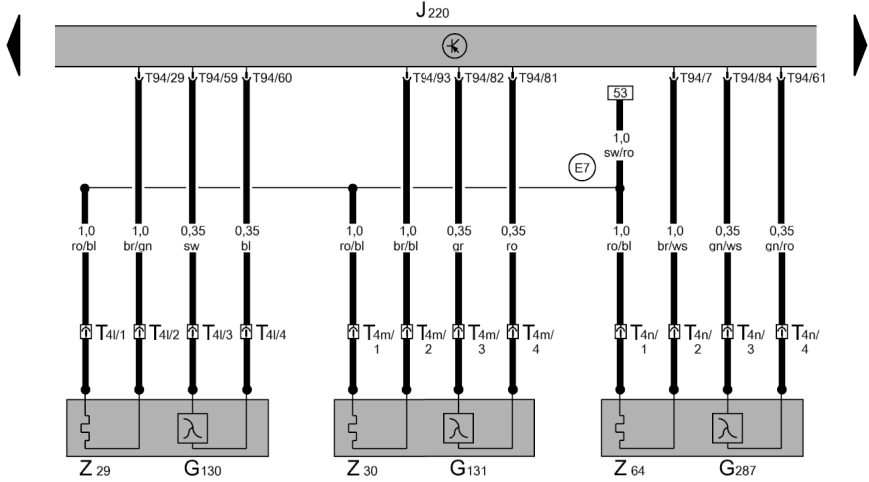 J220
T94/29 T94/59 T94/60 T94/93 T94/82 T94/81 T94/7 T94/84 T94/61
53
1,0
sw/ro
E7
1,0 1,0 0,35 0,35 1,0 1,0 0,35 0,35 1,0 1,0 0,35 0,35
ro/bl br/gn sw bl ro/bl br/bl gr ro ro/bl br/ws gn/ws gn/ro
T4l/1 T4l/2 T4l/3 T4l/4 T4m/ T4m/ T4m/ T4m/ T4n/ T4n/ T4n/ T4n/
1 2 3 4 1 2 3 4
Z 29 G130 Z 30 G131 Z 64 G287